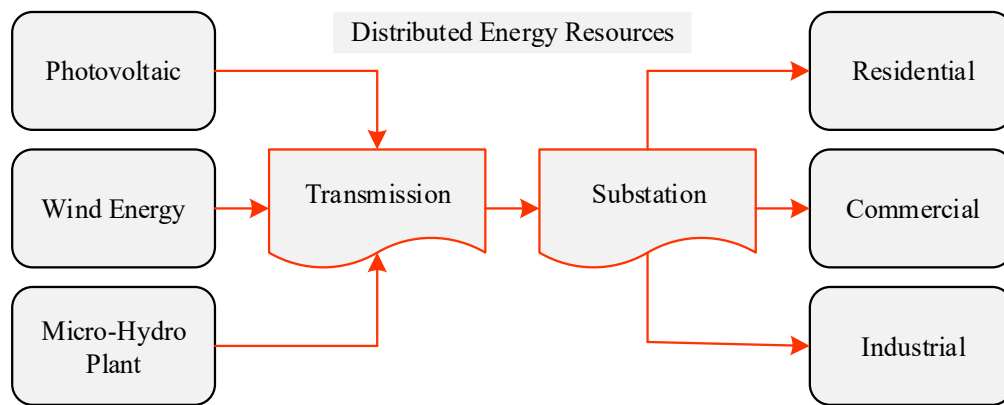 Distributed Energy Resources
Photovoltaic
Residential
Wind Energy
Transmission
Substation
Commercial
Micro-Hydro
Plant
Industrial